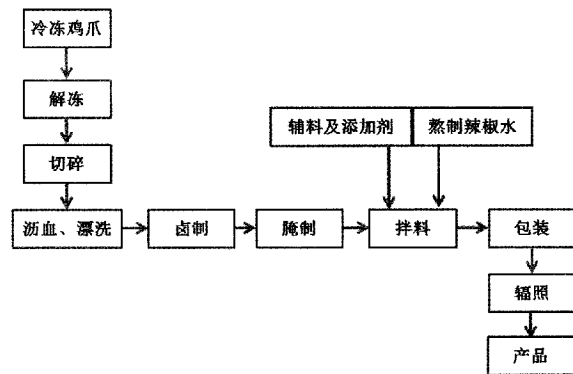 冷冻鸡爪
解冻
切碎
辅料及添加剂
熬制辣椒水
沥血、漂洗
卤制
腌制
拌料
包装
辐照
产品